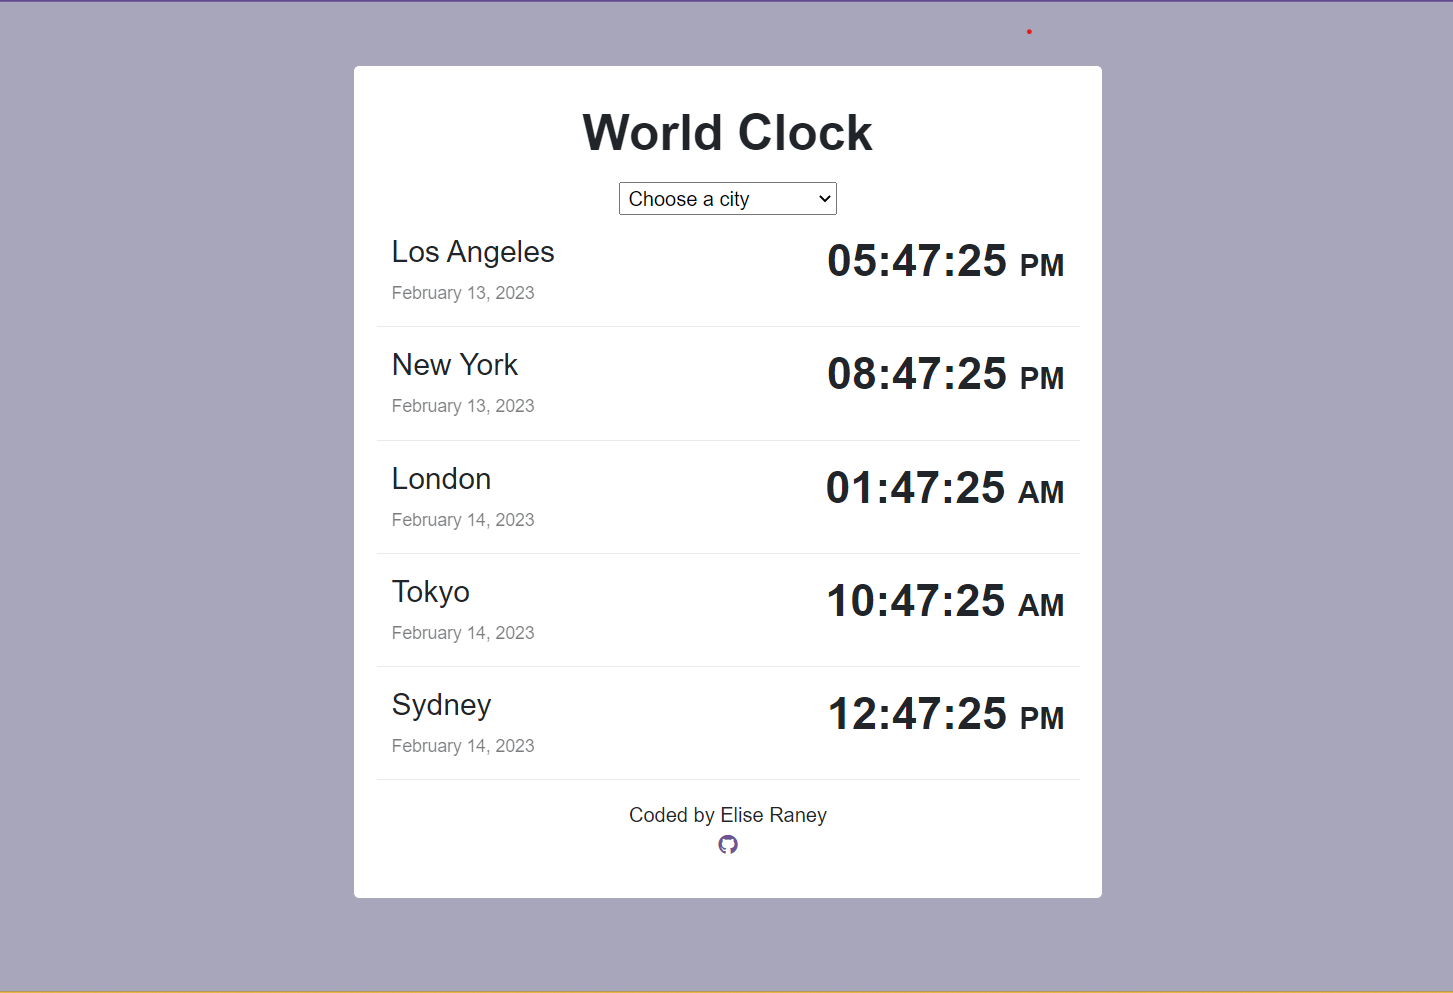 World Clock
Choose a city
Los Angeles 05:47:25 PM
February 13, 2023
New York 08:47:25 PM
February 13, 2023
London 01:47:25 AM
February 14, 2023
Tokyo 10:47:25 AM
February 14, 2023
Sydney 12:47:25 PM
February 14, 2023
Coded by Elise Raney